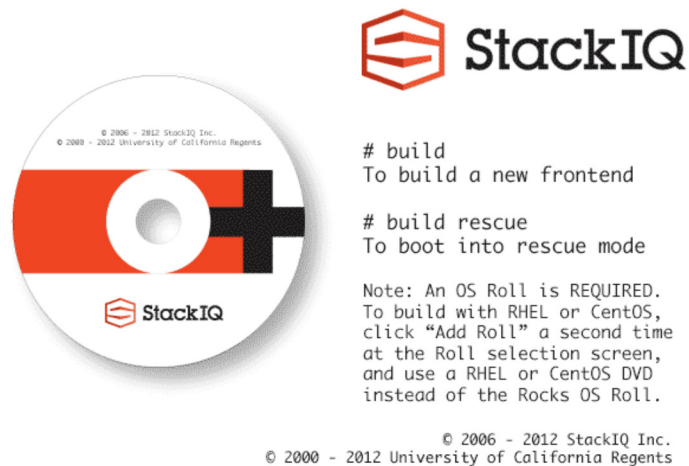 StackIQ
© 2006 - 2012 StackIQ Inc.
© 2000 - 2012 University of California Regents
StackIQ
# build
To build a new frontend
# build rescue
To boot into rescue mode
Note: An OS Roll is REQUIRED.
To build with RHEL or CentOS,
click “Add Roll” a second time
at the Roll selection screen,
and use a RHEL or CentOS DVD
instead of the Rocks OS Roll.
© 2006 - 2012 StackIQ Inc.
© 2000 - 2012 University of California Regents